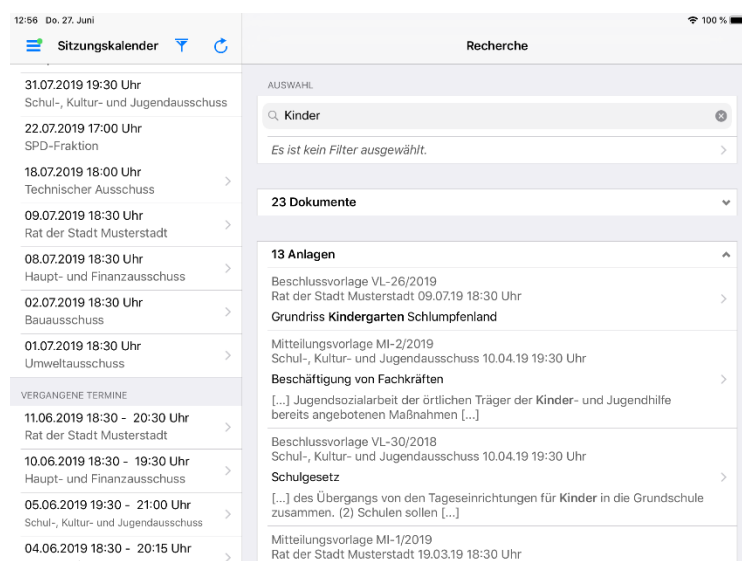 12:56 Do. 27. Juni
100 %
Sitzungskalender
31.07.2019 19:30 Uhr
Schul-, Kultur- und Jugendausschuss
22.07.2019 17:00 Uhr
SPD-Fraktion
18.07.2019 18:00 Uhr
Technischer Ausschuss
09.07.2019 18:30 Uhr
Rat der Stadt Musterstadt
08.07.2019 18:30 Uhr
Haupt- und Finanzausschuss
02.07.2019 18:30 Uhr
Bauausschuss
01.07.2019 18:30 Uhr
Umweltausschuss
VERGANGENE TERMINE
11.06.2019 18:30 - 20:30 Uhr
Rat der Stadt Musterstadt
10.06.2019 18:30 - 19:30 Uhr
Haupt- und Finanzausschuss
05.06.2019 19:30 - 21:00 Uhr
Schul-, Kultur- und Jugendausschuss
04.06.2019 18:30 - 20:15 Uhr
Recherche
AUSWAHL
Kinder
Es ist kein Filter ausgewählt.
23 Dokumente
13 Anlagen
Beschlussvorlage VL-26/2019
Rat der Stadt Musterstadt 09.07.19 18:30 Uhr
Grundriss Kindergarten Schlumpfenland
Mitteilungsvorlage MI-2/2019
Schul-, Kultur- und Jugendausschuss 10.04.19 19:30 Uhr
Beschäftigung von Fachkräften
[...] Jugendsozialarbeit der örtlichen Träger der Kinder- und Jugendhilfe
bereits angebotenen Maßnahmen [...]
Beschlussvorlage VL-30/2018
Schul-, Kultur- und Jugendausschuss 10.04.19 19:30 Uhr
Schulgesetz
[...] des Übergangs von den Tageseinrichtungen für Kinder in die Grundschule
zusammen. (2) Schulen sollen [...]
Mitteilungsvorlage MI-1/2019
Rat der Stadt Musterstadt 19.03.19 18:30 Uhr